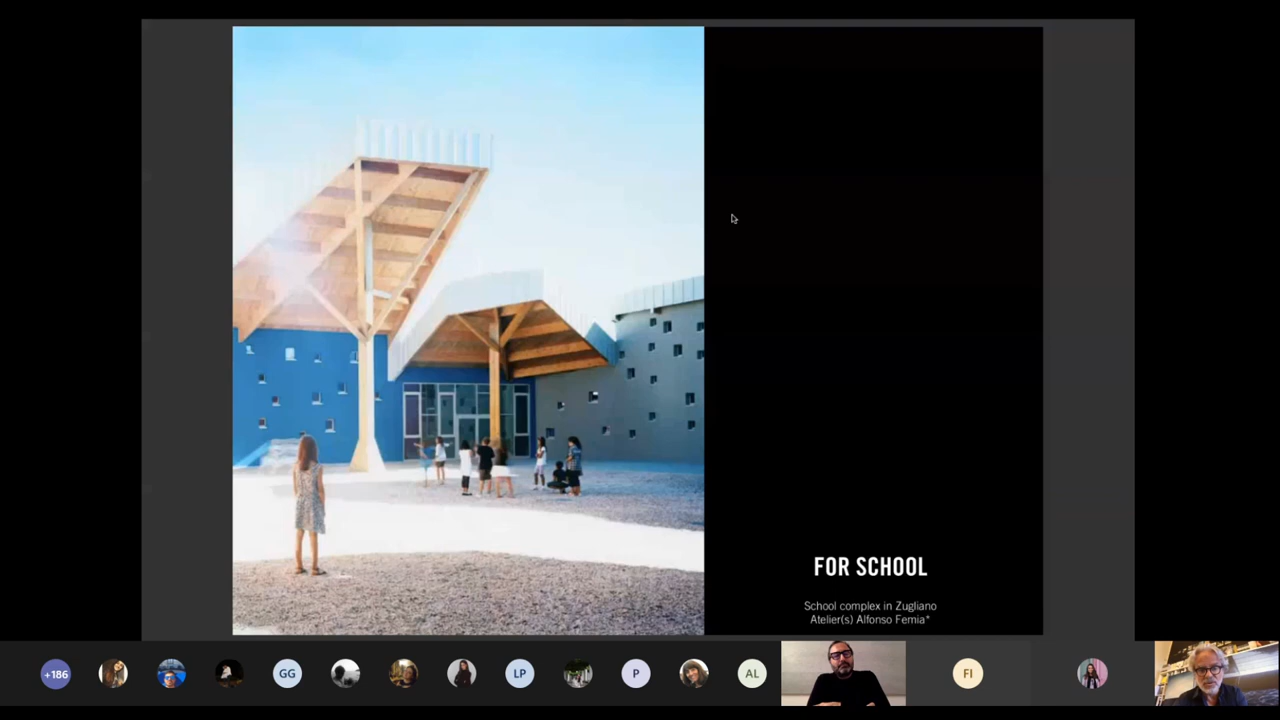 FOR SCHOOL
School complex in Zugliano
Atelier(s) Alfonso Femia*
+186
GG
LP
P
AL
FI